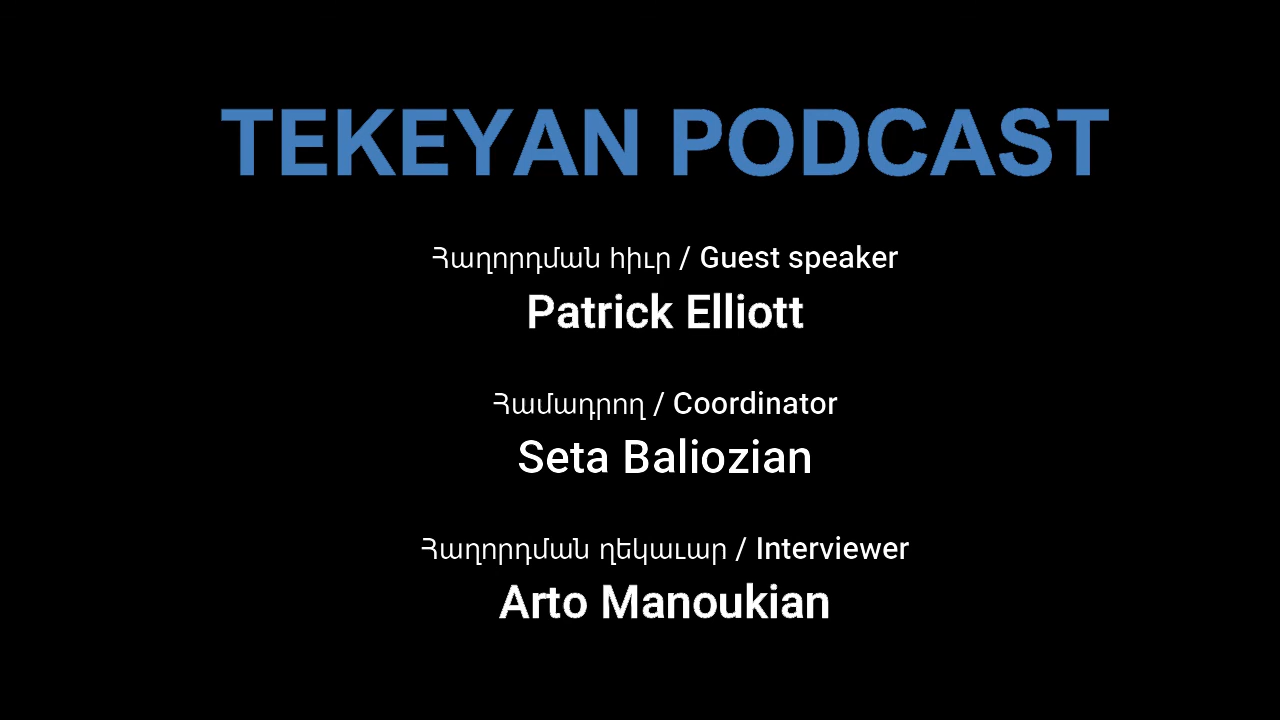 TEKEYAN PODCAST
Հաղորդման հիւր / Guest speaker
Patrick Elliott
Համադրող / Coordinator
Seta Baliozian
Հաղորդման ղեկաւար / Interviewer
Arto Manoukian